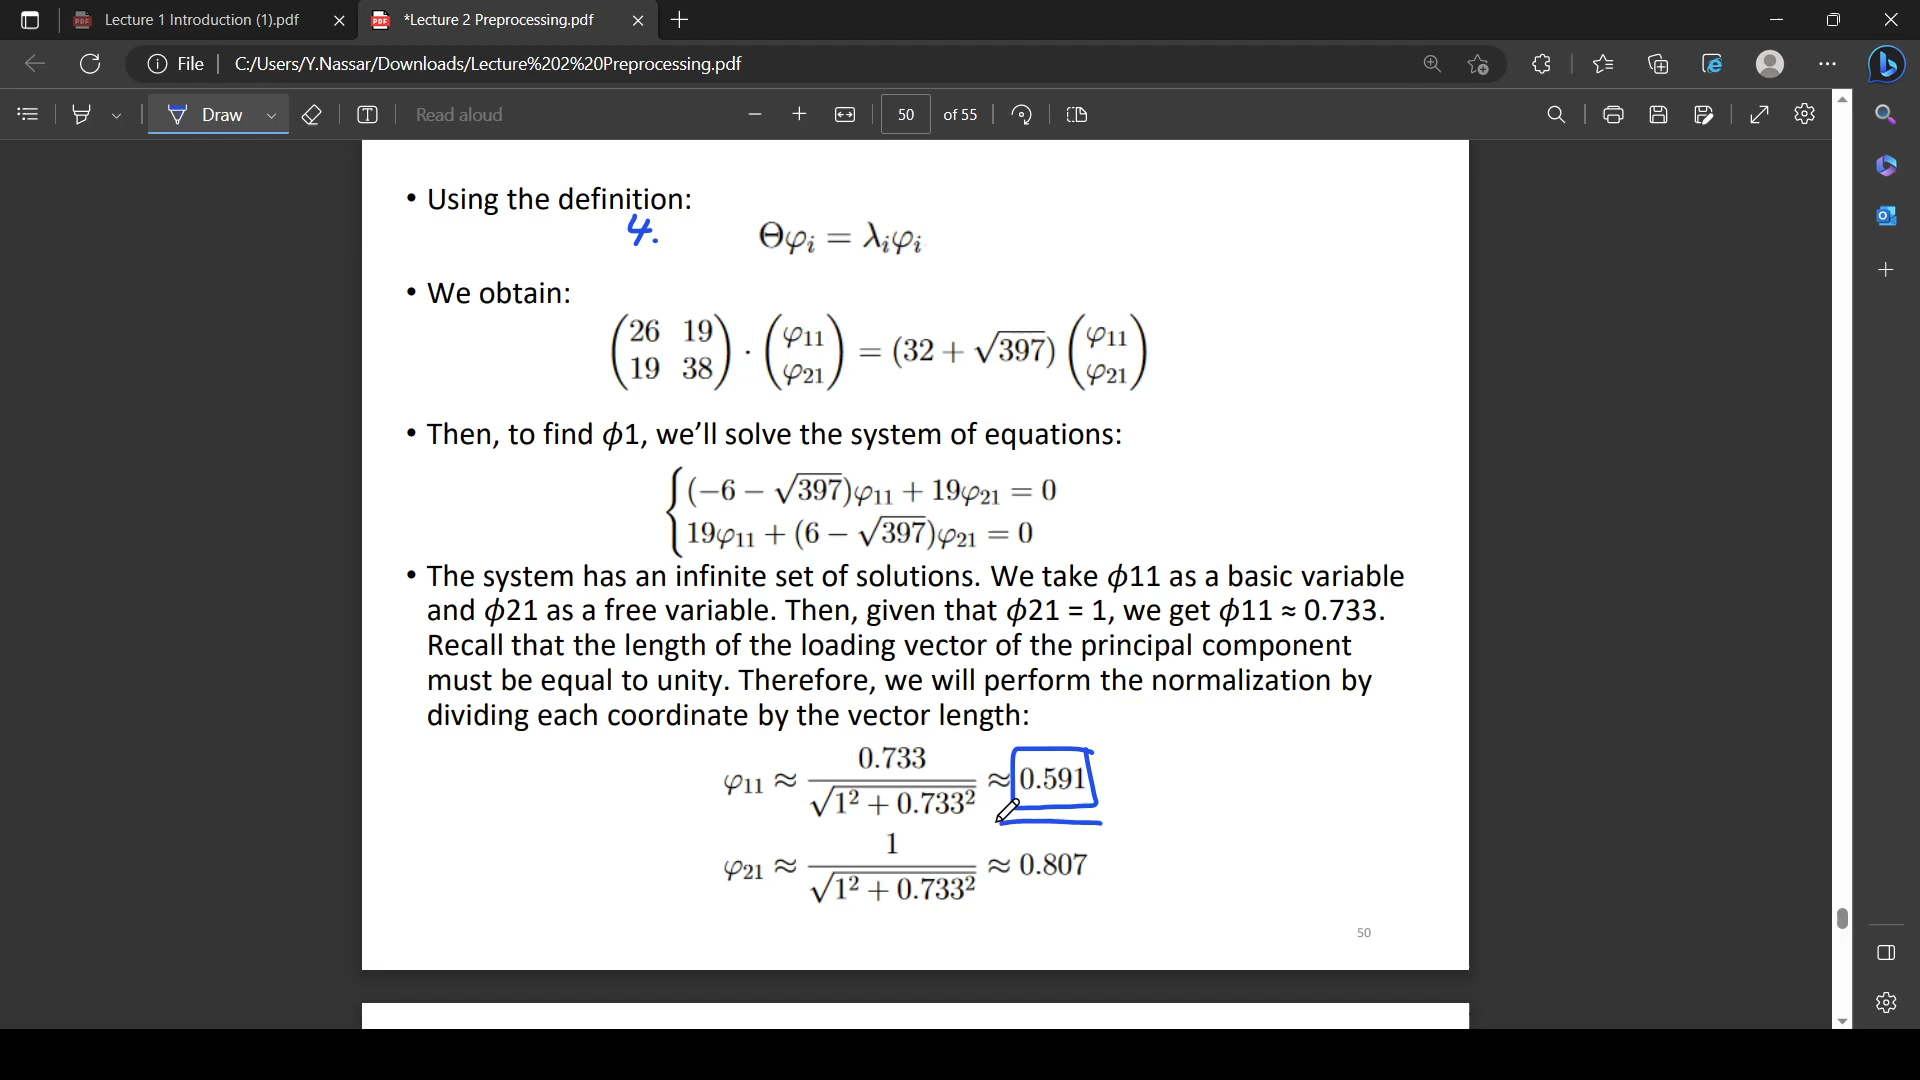 Lecture 1 Introduction (1).pdf
*Lecture 2 Preprocessing.pdf
File
C:/Users/Y.Nassar/Downloads/Lecture%202%20Preprocessing.pdf
Draw
Read aloud
50
of 55
• Using the definition:
4.
Θφᵢ = λᵢφᵢ
• We obtain:
(26 19; 19 38) · (φ11; φ21) = (32 + √397) (φ11; φ21)
• Then, to find ϕ1, we’ll solve the system of equations:
(−6 − √397)φ11 + 19φ21 = 0
19φ11 + (6 − √397)φ21 = 0
• The system has an infinite set of solutions. We take ϕ11 as a basic variable
and ϕ21 as a free variable. Then, given that ϕ21 = 1, we get ϕ11 ≈ 0.733.
Recall that the length of the loading vector of the principal component
must be equal to unity. Therefore, we will perform the normalization by
dividing each coordinate by the vector length:
φ11 ≈ 0.733 / √1² + 0.733² ≈ 0.591
φ21 ≈ 1 / √1² + 0.733² ≈ 0.807
50